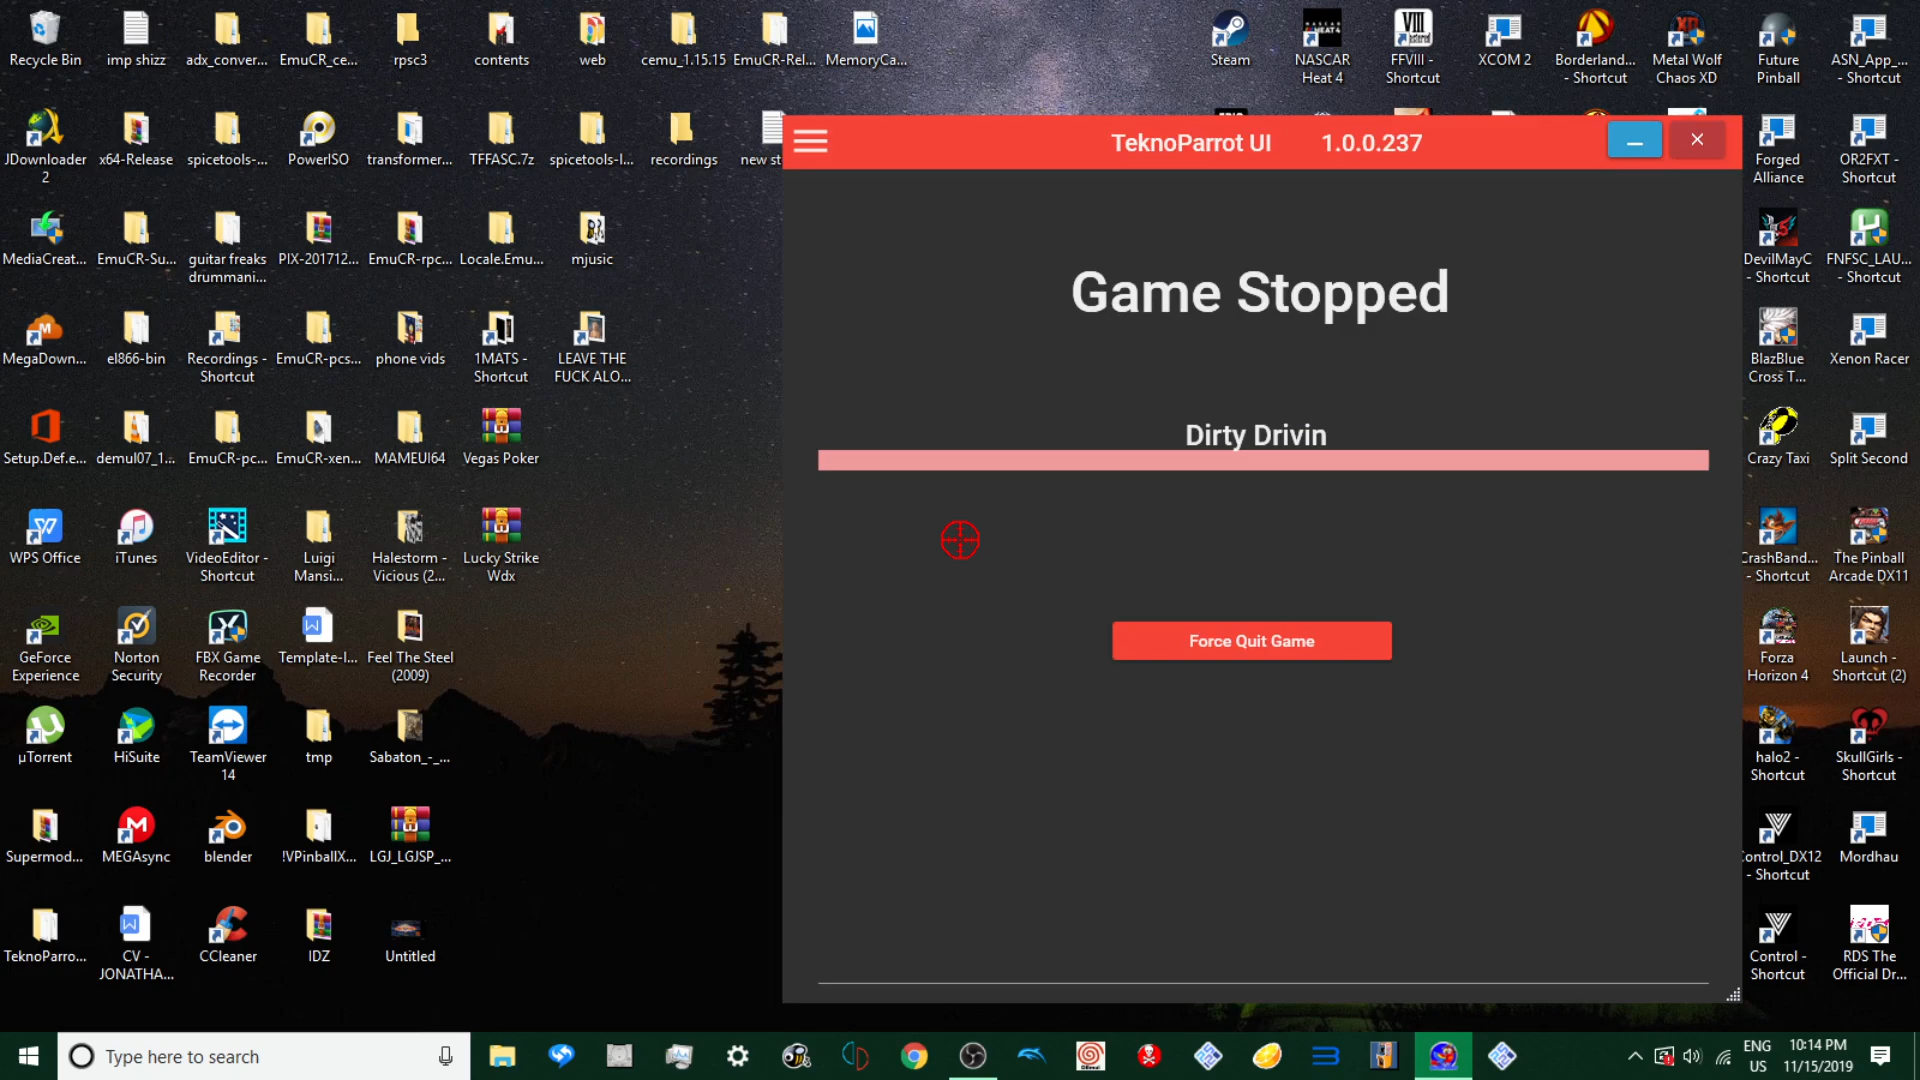 Recycle Bin
imp shizz
adx_conver...
EmuCR_ce...
rpsc3
contents
web
cemu_1.15.15
EmuCR-Rel...
MemoryCa...
Steam
NASCAR
Heat 4
FFVIII -
Shortcut
XCOM 2
Borderland...
- Shortcut
Metal Wolf
Chaos XD
Future
Pinball
ASN_App_...
- Shortcut
JDownloader
2
x64-Release
spicetools-...
PowerISO
transformer...
TFFASC.7z
spicetools-l...
recordings
new st
TeknoParrot UI
1.0.0.237
Forged
Alliance
OR2FXT -
Shortcut
MediaCreat...
EmuCR-Su...
guitar freaks
drummani...
PIX-201712...
EmuCR-rpc...
Locale.Emu...
mjusic
DevilMayC
- Shortcut
FNFSC_LAU...
- Shortcut
Game Stopped
MegaDown...
el866-bin
Recordings -
Shortcut
EmuCR-pcs...
phone vids
1MATS -
Shortcut
LEAVE THE
FUCK ALO...
BlazBlue
Cross T...
Xenon Racer
Dirty Drivin
Setup.Def.e...
demul07_1...
EmuCR-pc...
EmuCR-xen...
MAMEUI64
Vegas Poker
Crazy Taxi
Split Second
WPS Office
iTunes
VideoEditor -
Shortcut
Luigi
Mansi...
Halestorm -
Vicious (2...
Lucky Strike
Wdx
CrashBand...
- Shortcut
The Pinball
Arcade DX11
Force Quit Game
GeForce
Experience
Norton
Security
FBX Game
Recorder
Template-l...
Feel The Steel
(2009)
Forza
Horizon 4
Launch -
Shortcut (2)
µTorrent
HiSuite
TeamViewer
14
tmp
Sabaton_-_...
halo2 -
Shortcut
SkullGirls -
Shortcut
Supermod...
MEGAsync
blender
!VPinballX...
LGJ_LGJSP_...
Control_DX12
- Shortcut
Mordhau
TeknoParro...
CV -
JONATHA...
CCleaner
IDZ
Untitled
Control -
Shortcut
RDS The
Official Dr...
Type here to search
ENG
US
10:14 PM
11/15/2019